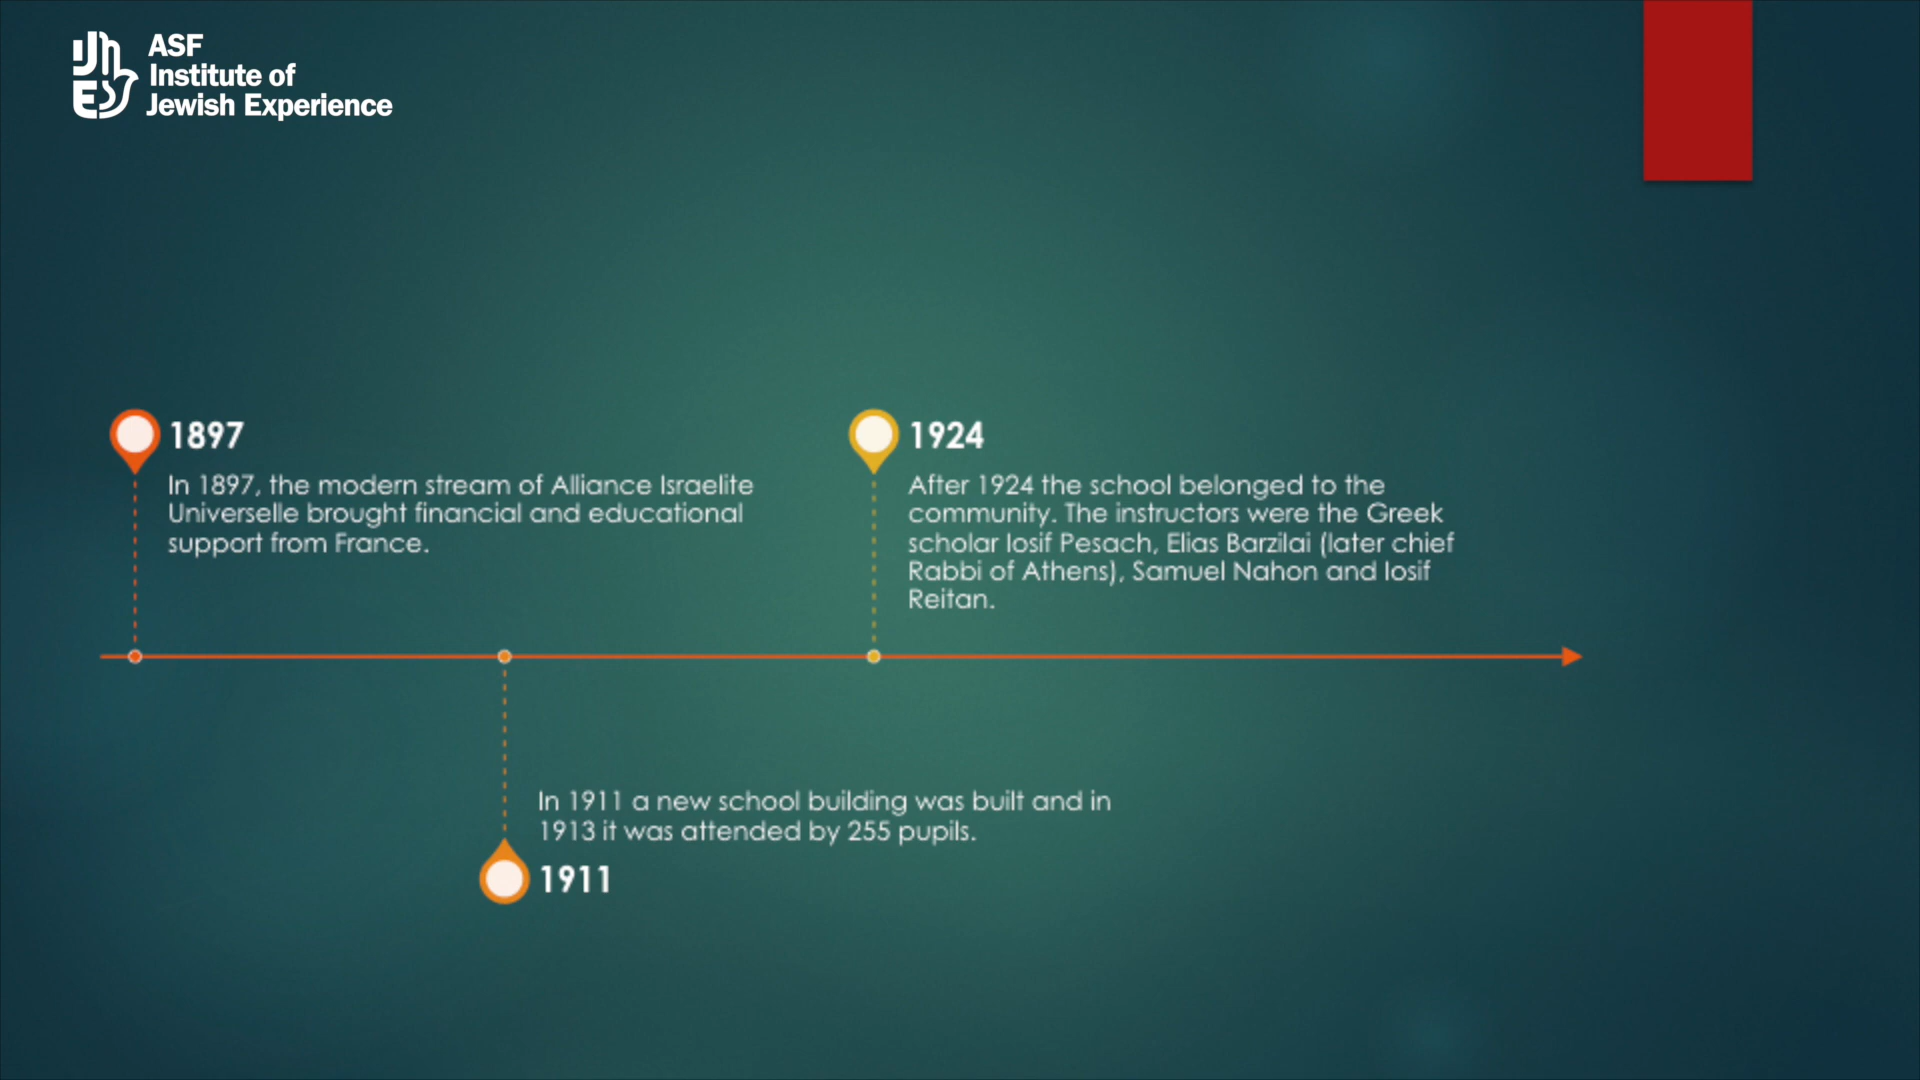 ASF
Institute of
Jewish Experience
1897
In 1897, the modern stream of Alliance Israelite
Universelle brought financial and educational
support from France.
1924
After 1924 the school belonged to the
community. The instructors were the Greek
scholar Iosif Pesach, Elias Barzilai (later chief
Rabbi of Athens), Samuel Nahon and Iosif
Reitan.
In 1911 a new school building was built and in
1913 it was attended by 255 pupils.
1911